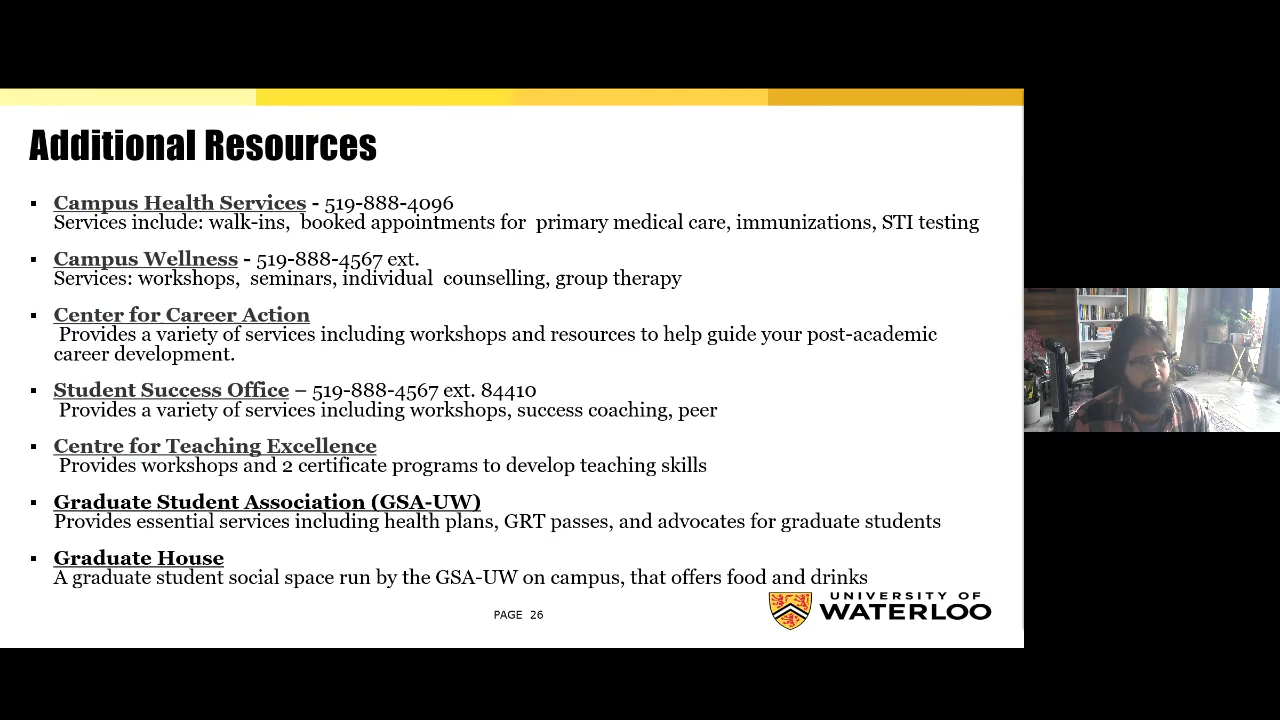 Additional Resources
▪ Campus Health Services - 519-888-4096
Services include: walk-ins, booked appointments for primary medical care, immunizations, STI testing
▪ Campus Wellness - 519-888-4567 ext.
Services: workshops, seminars, individual counselling, group therapy
▪ Center for Career Action
Provides a variety of services including workshops and resources to help guide your post-academic
career development.
▪ Student Success Office – 519-888-4567 ext. 84410
Provides a variety of services including workshops, success coaching, peer
▪ Centre for Teaching Excellence
Provides workshops and 2 certificate programs to develop teaching skills
▪ Graduate Student Association (GSA-UW)
Provides essential services including health plans, GRT passes, and advocates for graduate students
▪ Graduate House
A graduate student social space run by the GSA-UW on campus, that offers food and drinks
PAGE 26
UNIVERSITY OF
WATERLOO